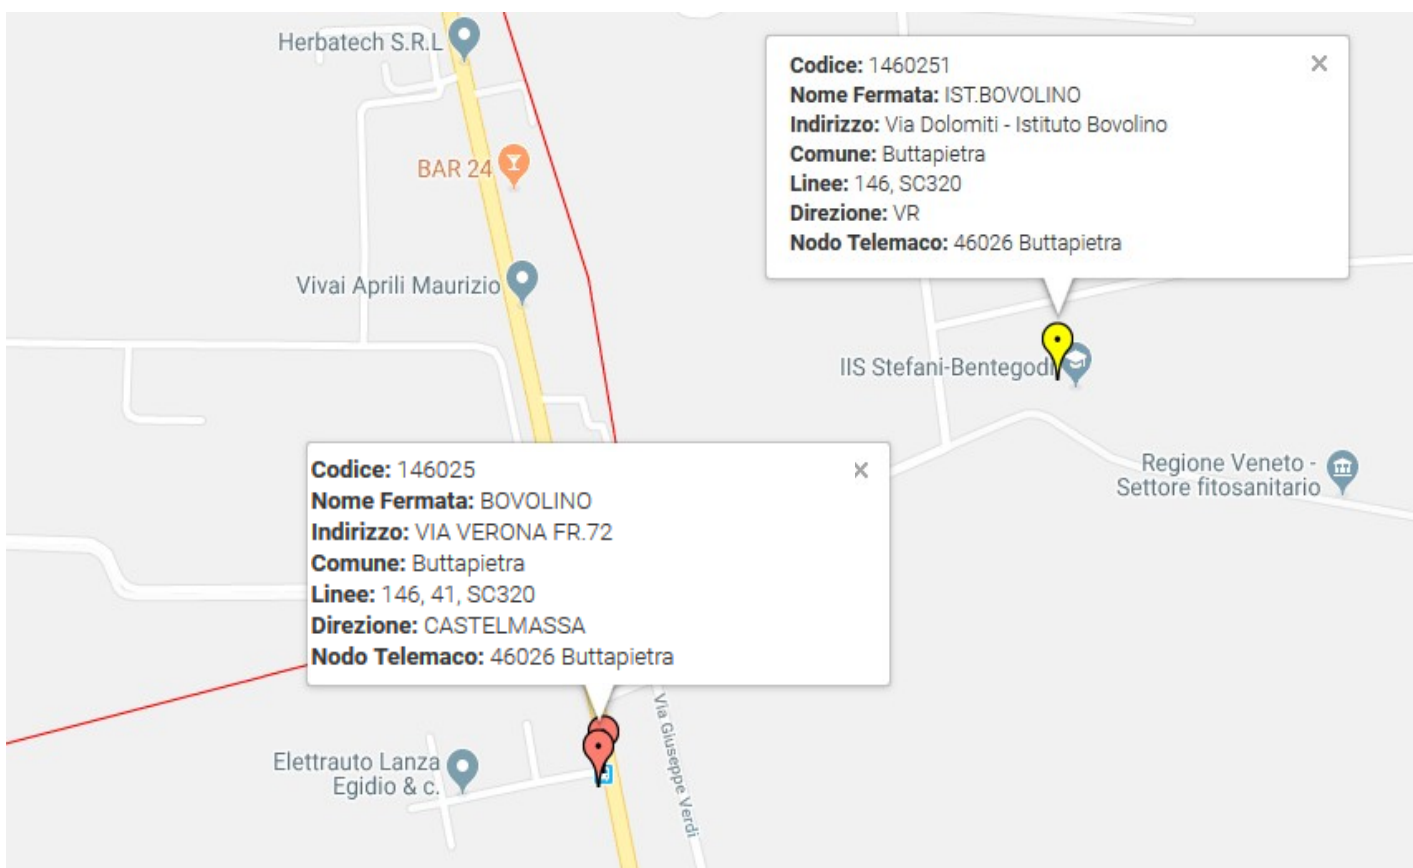 Herbatech S.R.L
BAR 24
Vivai Aprili Maurizio
Codice: 1460251
Nome Fermata: IST.BOVOLINO
Indirizzo: Via Dolomiti - Istituto Bovolino
Comune: Buttapietra
Linee: 146, SC320
Direzione: VR
Nodo Telemaco: 46026 Buttapietra
IIS Stefani-Bentegodi
Regione Veneto -
Settore fitosanitario
Codice: 146025
Nome Fermata: BOVOLINO
Indirizzo: VIA VERONA FR.72
Comune: Buttapietra
Linee: 146, 41, SC320
Direzione: CASTELMASSA
Nodo Telemaco: 46026 Buttapietra
Elettrauto Lanza
Egidio & c.
Via Giuseppe Verdi